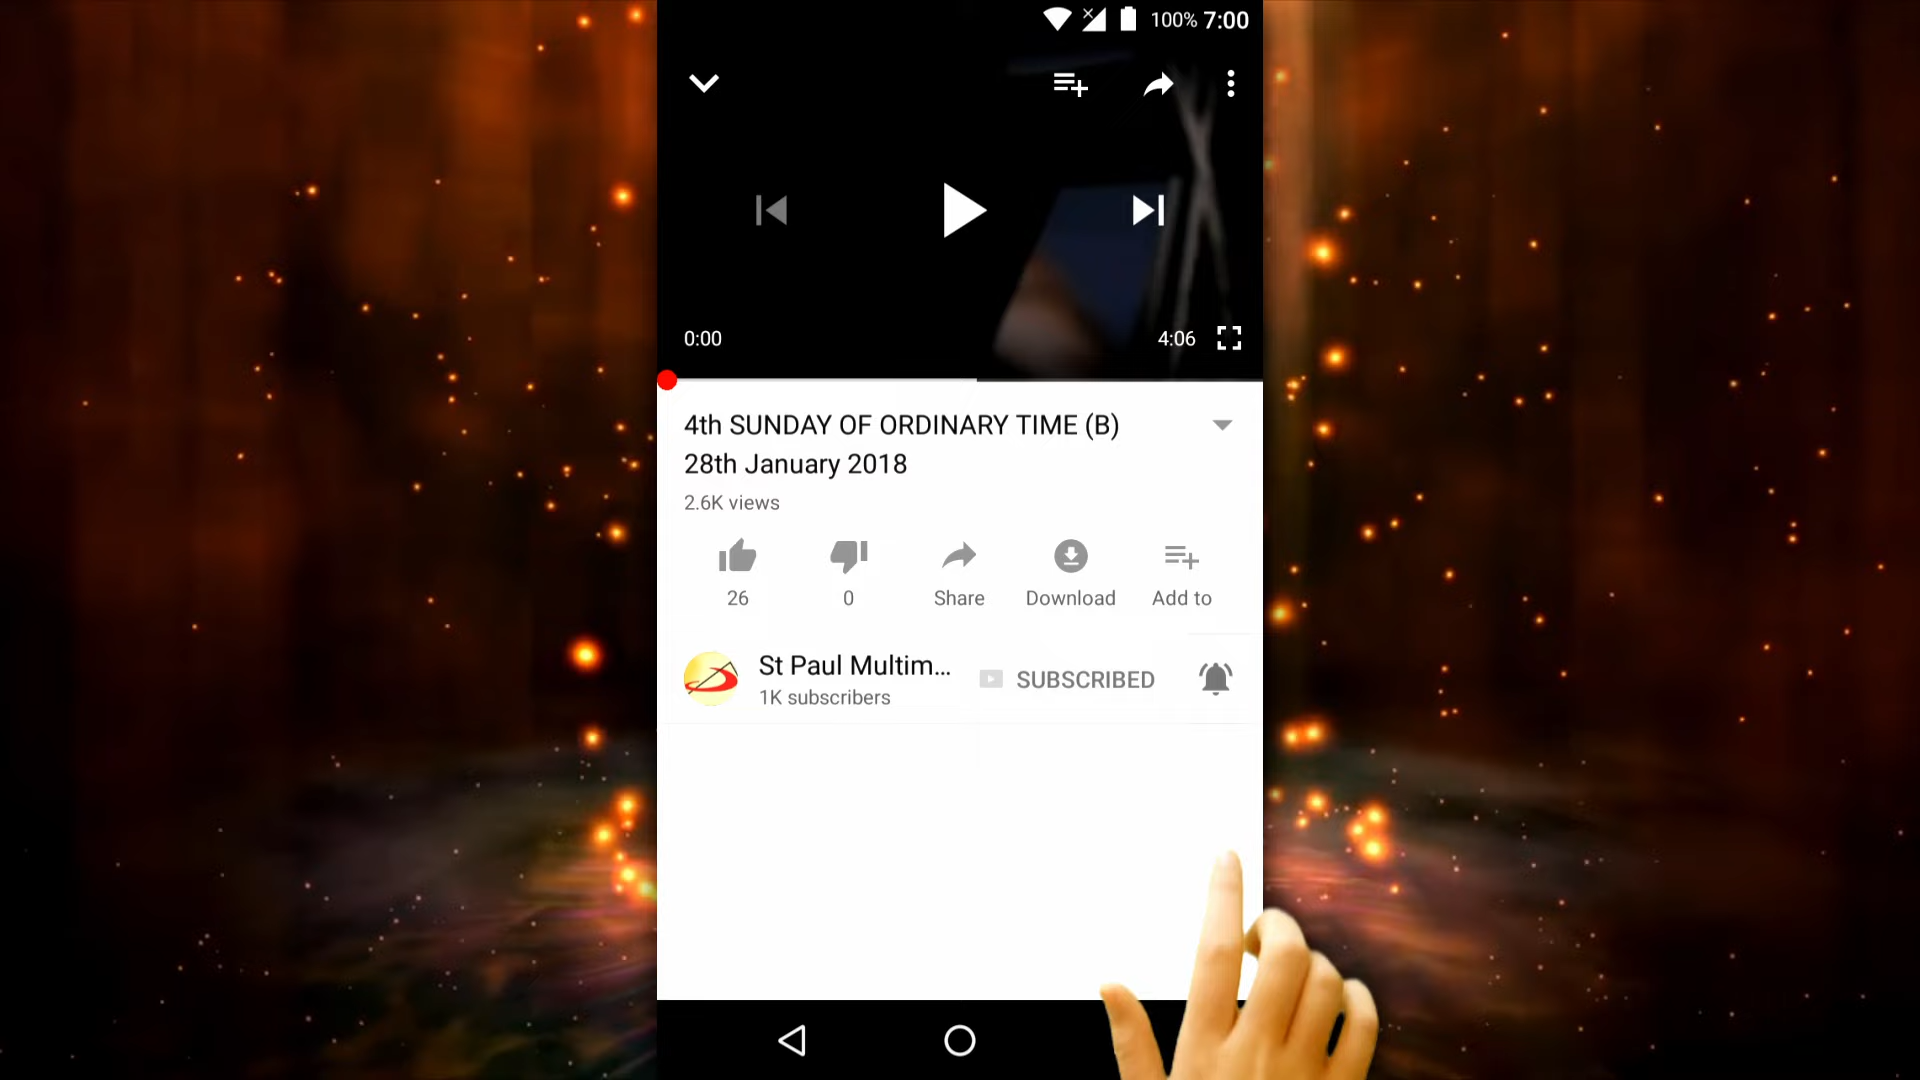 100% 7:00
0:00
4:06
4th SUNDAY OF ORDINARY TIME (B)
28th January 2018
2.6K views
26
0
Share
Download
Add to
St Paul Multim...
SUBSCRIBED
1K subscribers